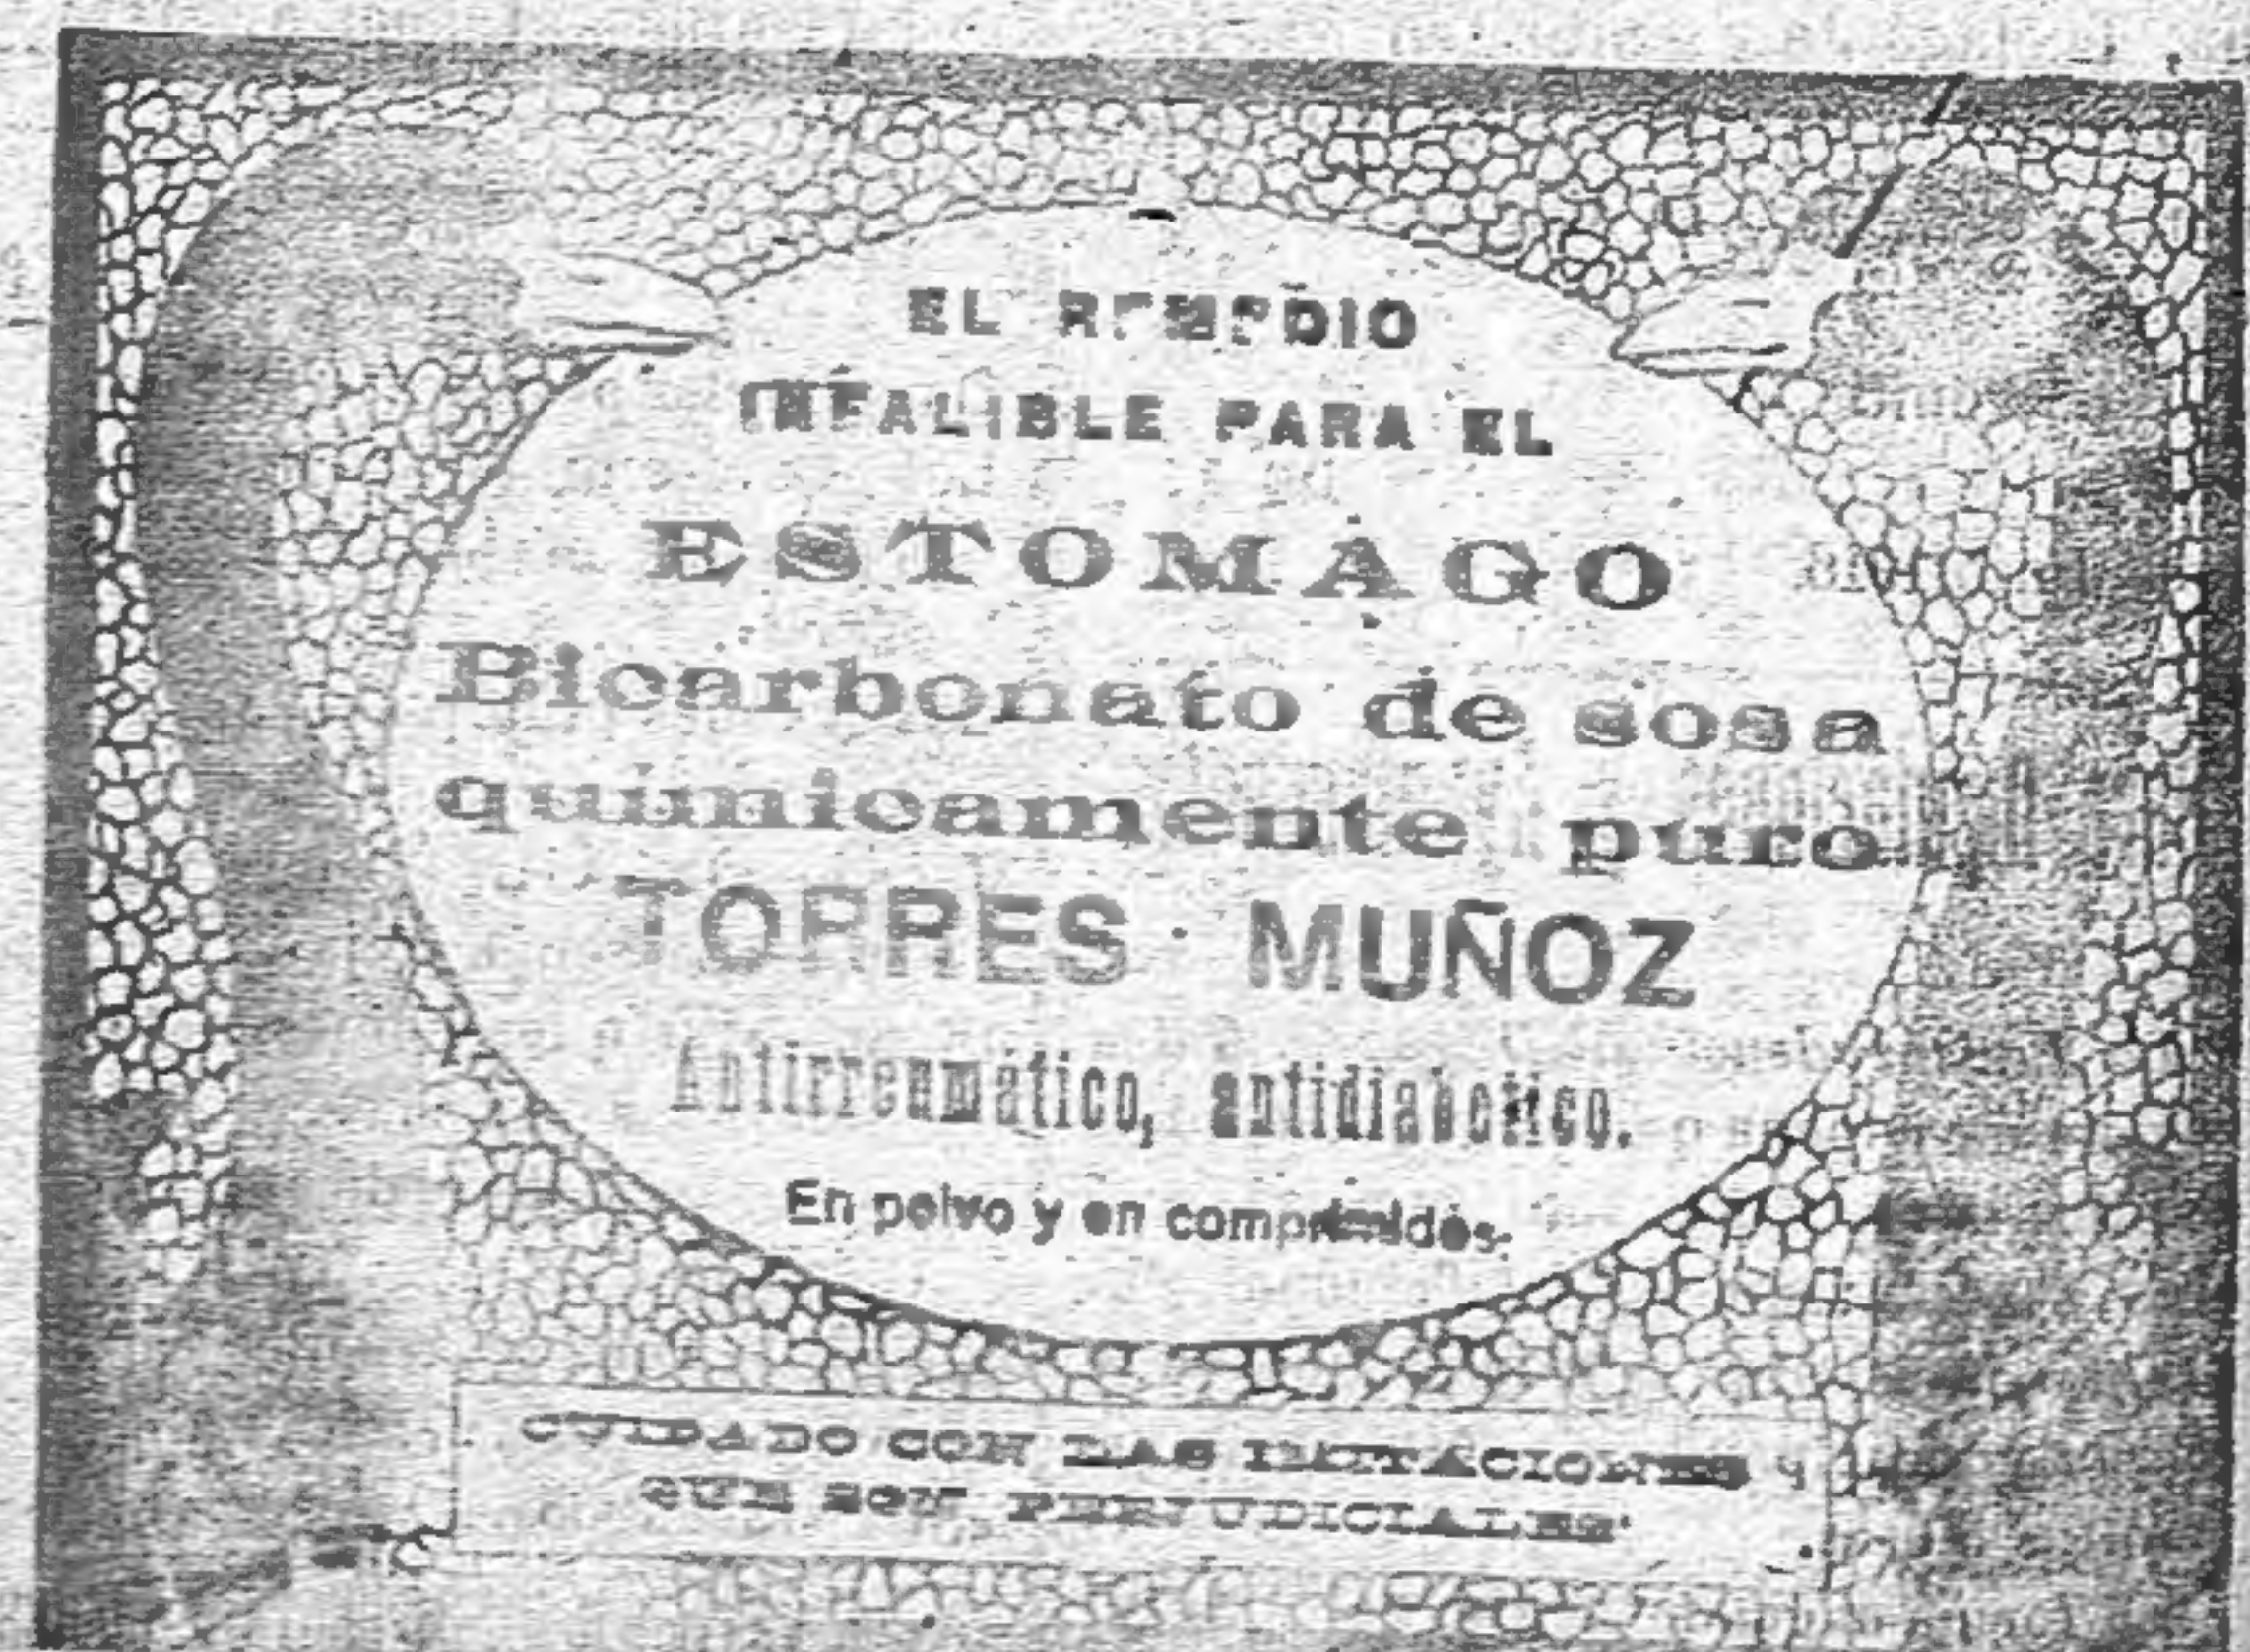 EL REMEDIO
INFALIBLE PARA EL
ESTOMAGO
Bicarbonato de sosa
químicamente puro
TORRES MUÑOZ
Antirreumático, antidiabético.
En polvo y en comprimidos.
CUIDADO CON LAS IMITACIONES
QUE SON PERJUDICIALES